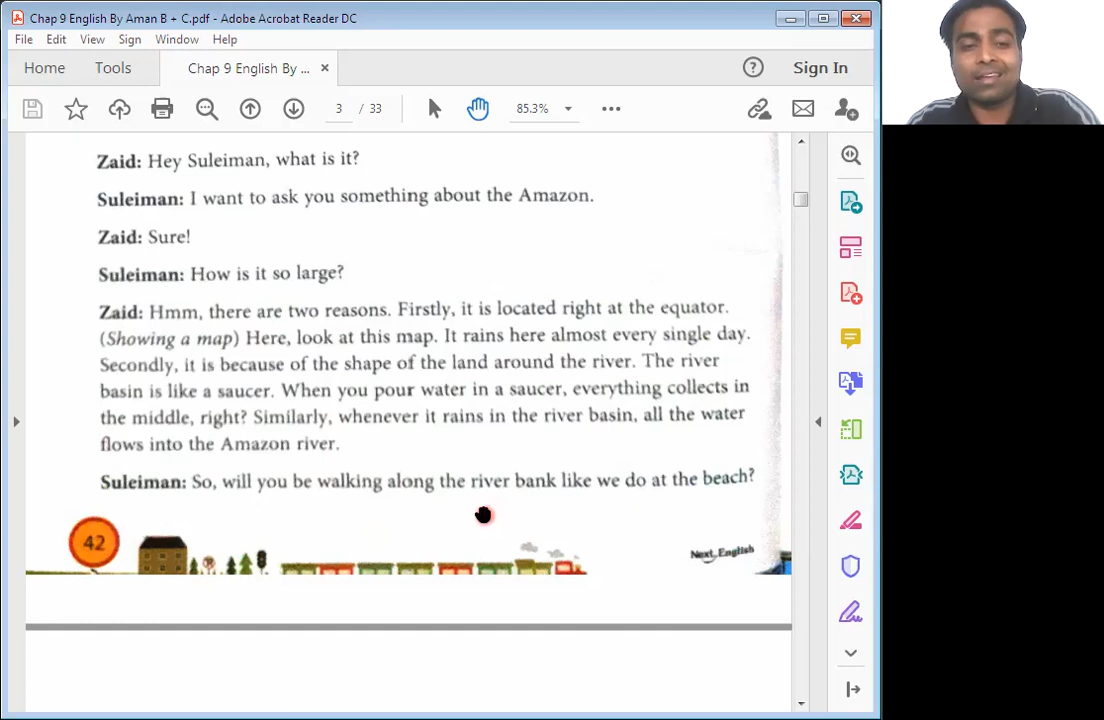 Chap 9 English By Aman B + C.pdf - Adobe Acrobat Reader DC
File Edit View Sign Window Help
Home Tools Chap 9 English By ... × Sign In
3 / 33 85.3%
Zaid: Hey Suleiman, what is it?
Suleiman: I want to ask you something about the Amazon.
Zaid: Sure!
Suleiman: How is it so large?
Zaid: Hmm, there are two reasons. Firstly, it is located right at the equator.
(Showing a map) Here, look at this map. It rains here almost every single day.
Secondly, it is because of the shape of the land around the river. The river
basin is like a saucer. When you pour water in a saucer, everything collects in
the middle, right? Similarly, whenever it rains in the river basin, all the water
flows into the Amazon river.
Suleiman: So, will you be walking along the river bank like we do at the beach?
42
Next English